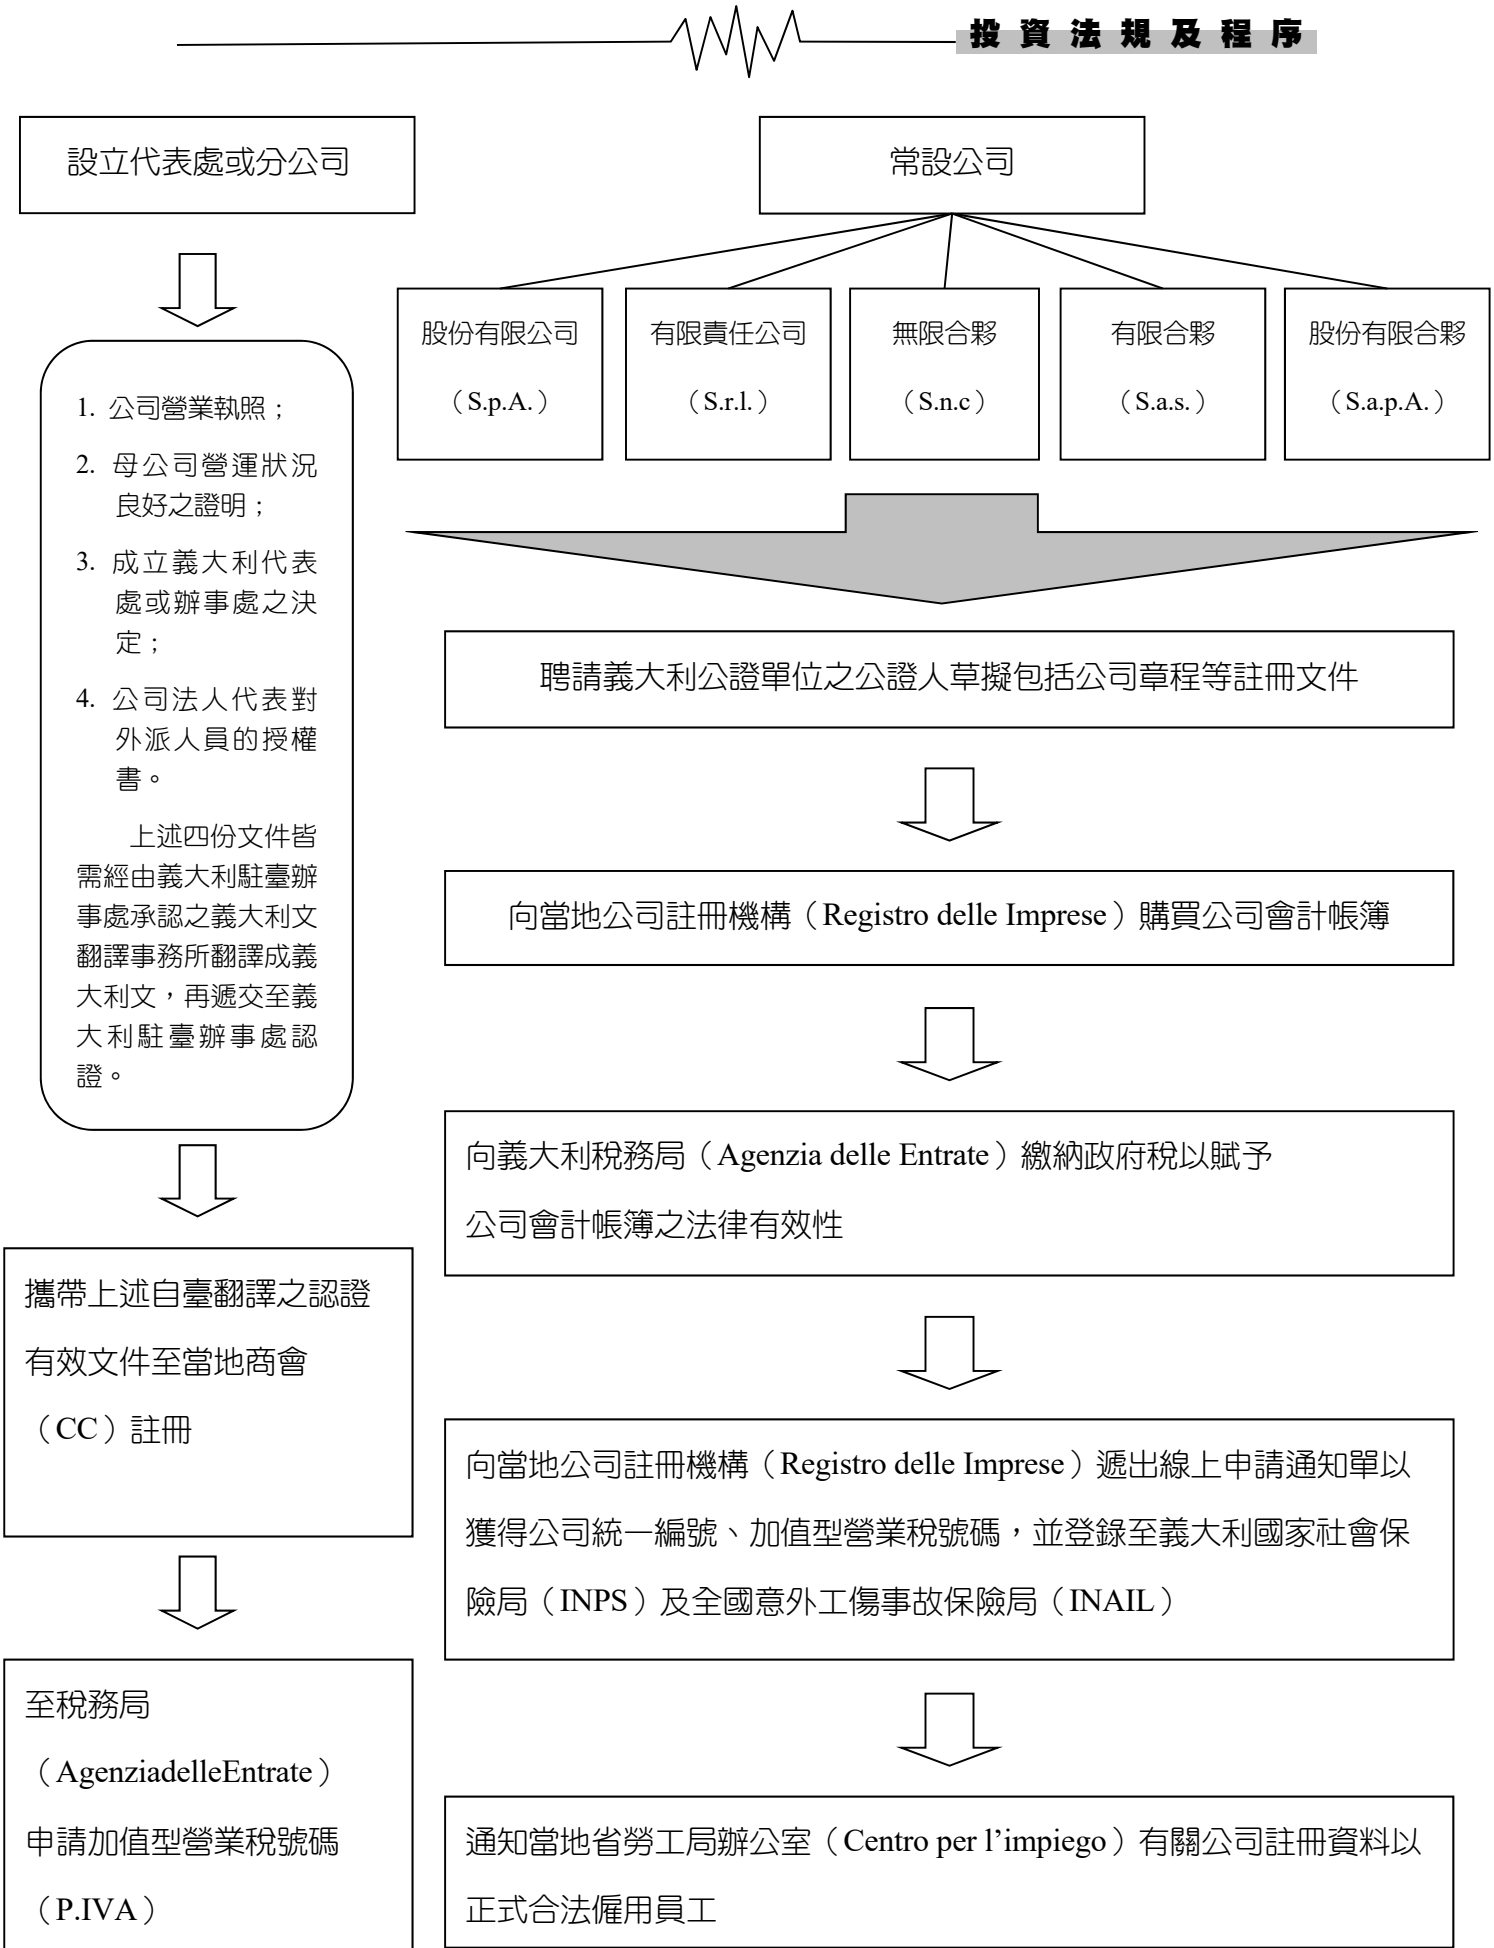 投資法規及程序
設立代表處或分公司
1. 公司營業執照；
2. 母公司營運狀況
良好之證明；
3. 成立義大利代表
處或辦事處之決
定；
4. 公司法人代表對
外派人員的授權
書。
上述四份文件皆
需經由義大利駐臺辦
事處承認之義大利文
翻譯事務所翻譯成義
大利文，再遞交至義
大利駐臺辦事處認
證。
攜帶上述自臺翻譯之認證
有效文件至當地商會
（CC）註冊
至稅務局
（AgenziadelleEntrate）
申請加值型營業稅號碼
（P.IVA）
常設公司
股份有限公司
（S.p.A.）
有限責任公司
（S.r.l.）
無限合夥
（S.n.c）
有限合夥
（S.a.s.）
股份有限合夥
（S.a.p.A.）
聘請義大利公證單位之公證人草擬包括公司章程等註冊文件
向當地公司註冊機構（Registro delle Imprese）購買公司會計帳簿
向義大利稅務局（Agenzia delle Entrate）繳納政府稅以賦予
公司會計帳簿之法律有效性
向當地公司註冊機構（Registro delle Imprese）遞出線上申請通知單以
獲得公司統一編號、加值型營業稅號碼，並登錄至義大利國家社會保
險局（INPS）及全國意外工傷事故保險局（INAIL）
通知當地省勞工局辦公室（Centro per l’impiego）有關公司註冊資料以
正式合法僱用員工